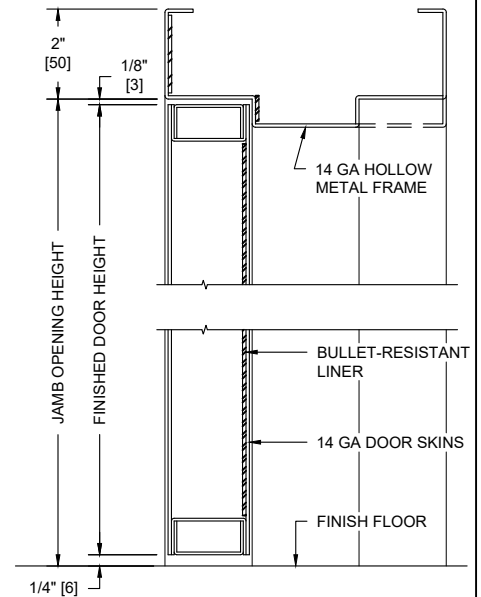 2"
[50]
1/8"
[3]
14 GA HOLLOW
METAL FRAME
JAMB OPENING HEIGHT
FINISHED DOOR HEIGHT
BULLET-RESISTANT
LINER
14 GA DOOR SKINS
FINISH FLOOR
1/4" [6]